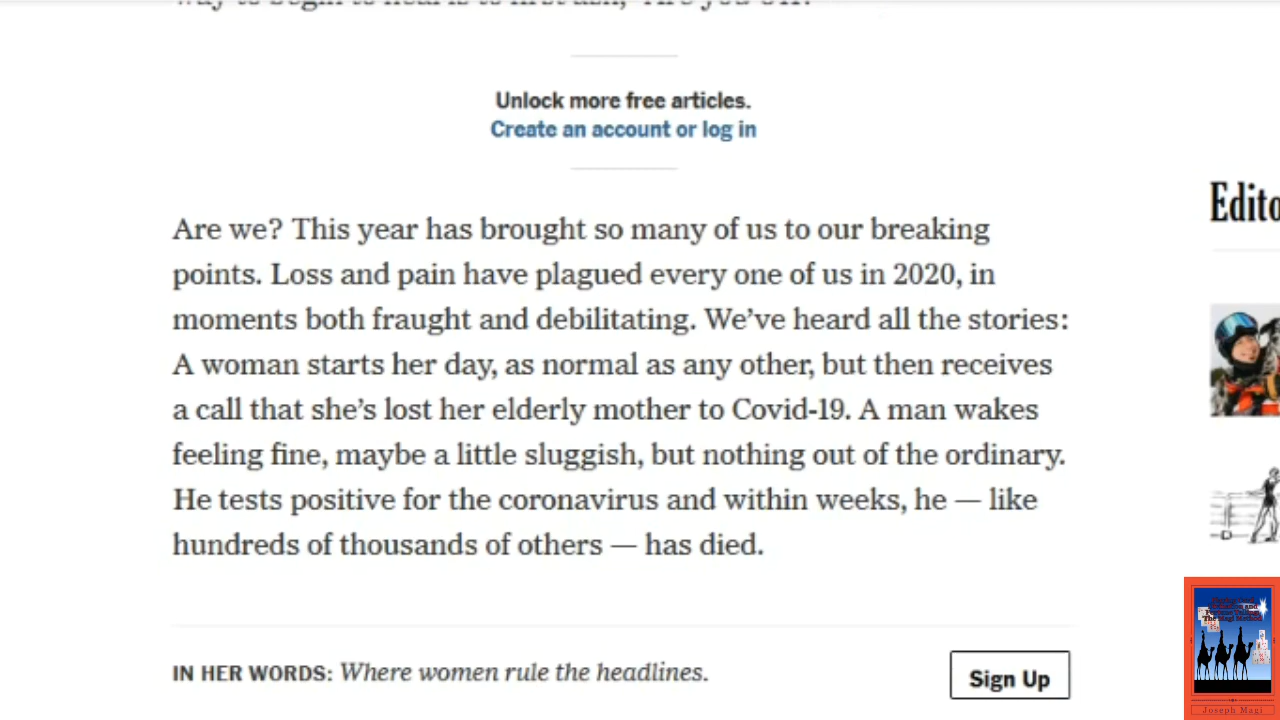 Unlock more free articles.
Create an account or log in
Are we? This year has brought so many of us to our breaking
points. Loss and pain have plagued every one of us in 2020, in
moments both fraught and debilitating. We’ve heard all the stories:
A woman starts her day, as normal as any other, but then receives
a call that she’s lost her elderly mother to Covid-19. A man wakes
feeling fine, maybe a little sluggish, but nothing out of the ordinary.
He tests positive for the coronavirus and within weeks, he — like
hundreds of thousands of others — has died.
IN HER WORDS: Where women rule the headlines.
Sign Up
Joseph Magi